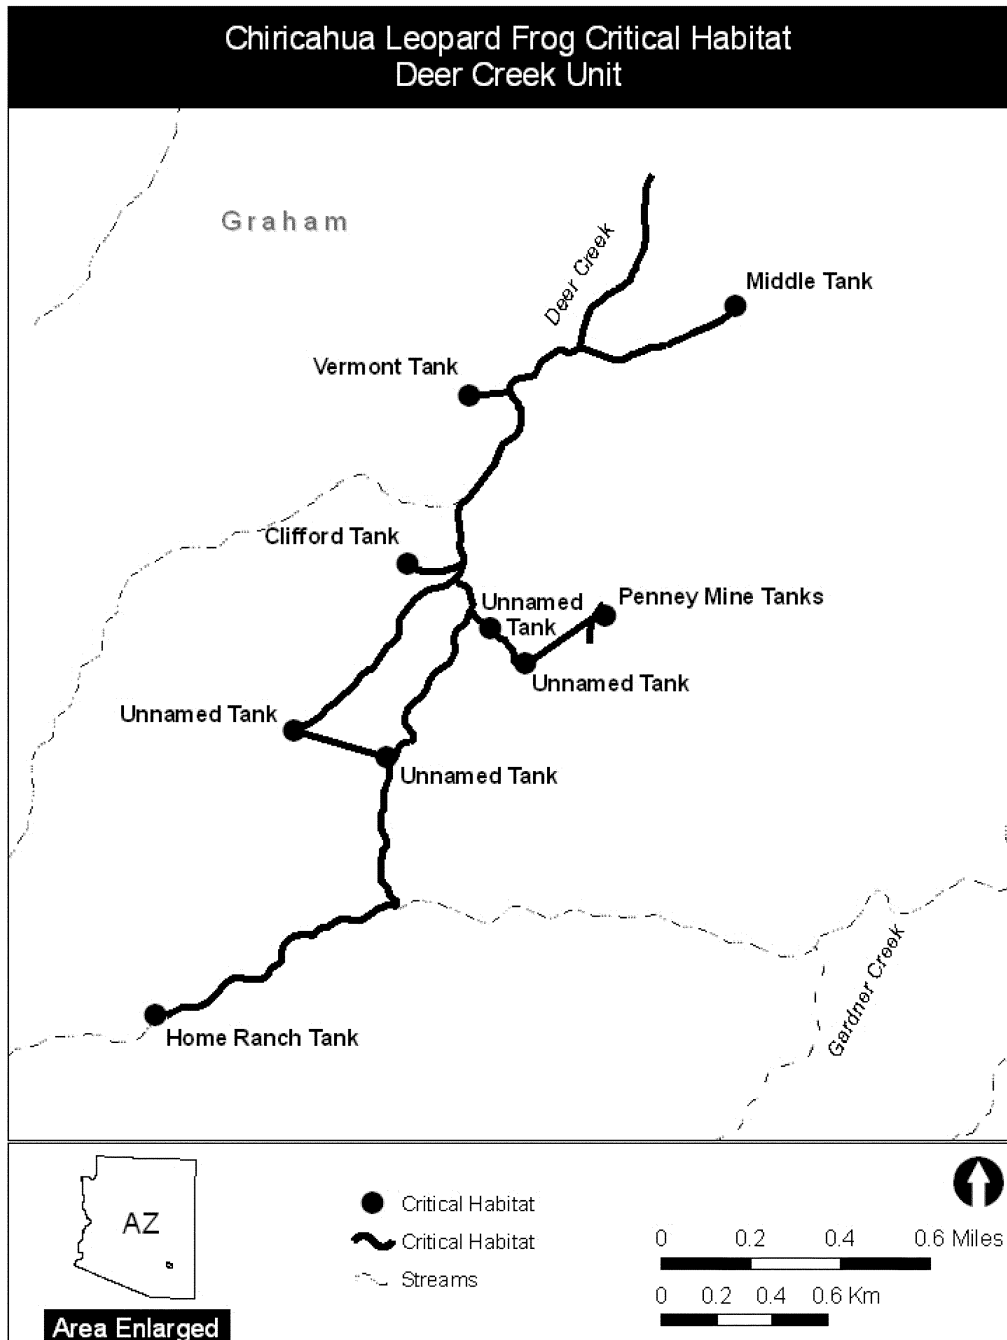 Chiricahua Leopard Frog Critical Habitat
Deer Creek Unit
Graham
Deer Creek
Middle Tank
Vermont Tank
Clifford Tank
Unnamed
Tank
Penney Mine Tanks
Unnamed Tank
Unnamed Tank
Unnamed Tank
Gardner Creek
Home Ranch Tank
AZ
Area Enlarged
Critical Habitat
Critical Habitat
Streams
0 0.2 0.4 0.6 Miles
0 0.2 0.4 0.6 Km